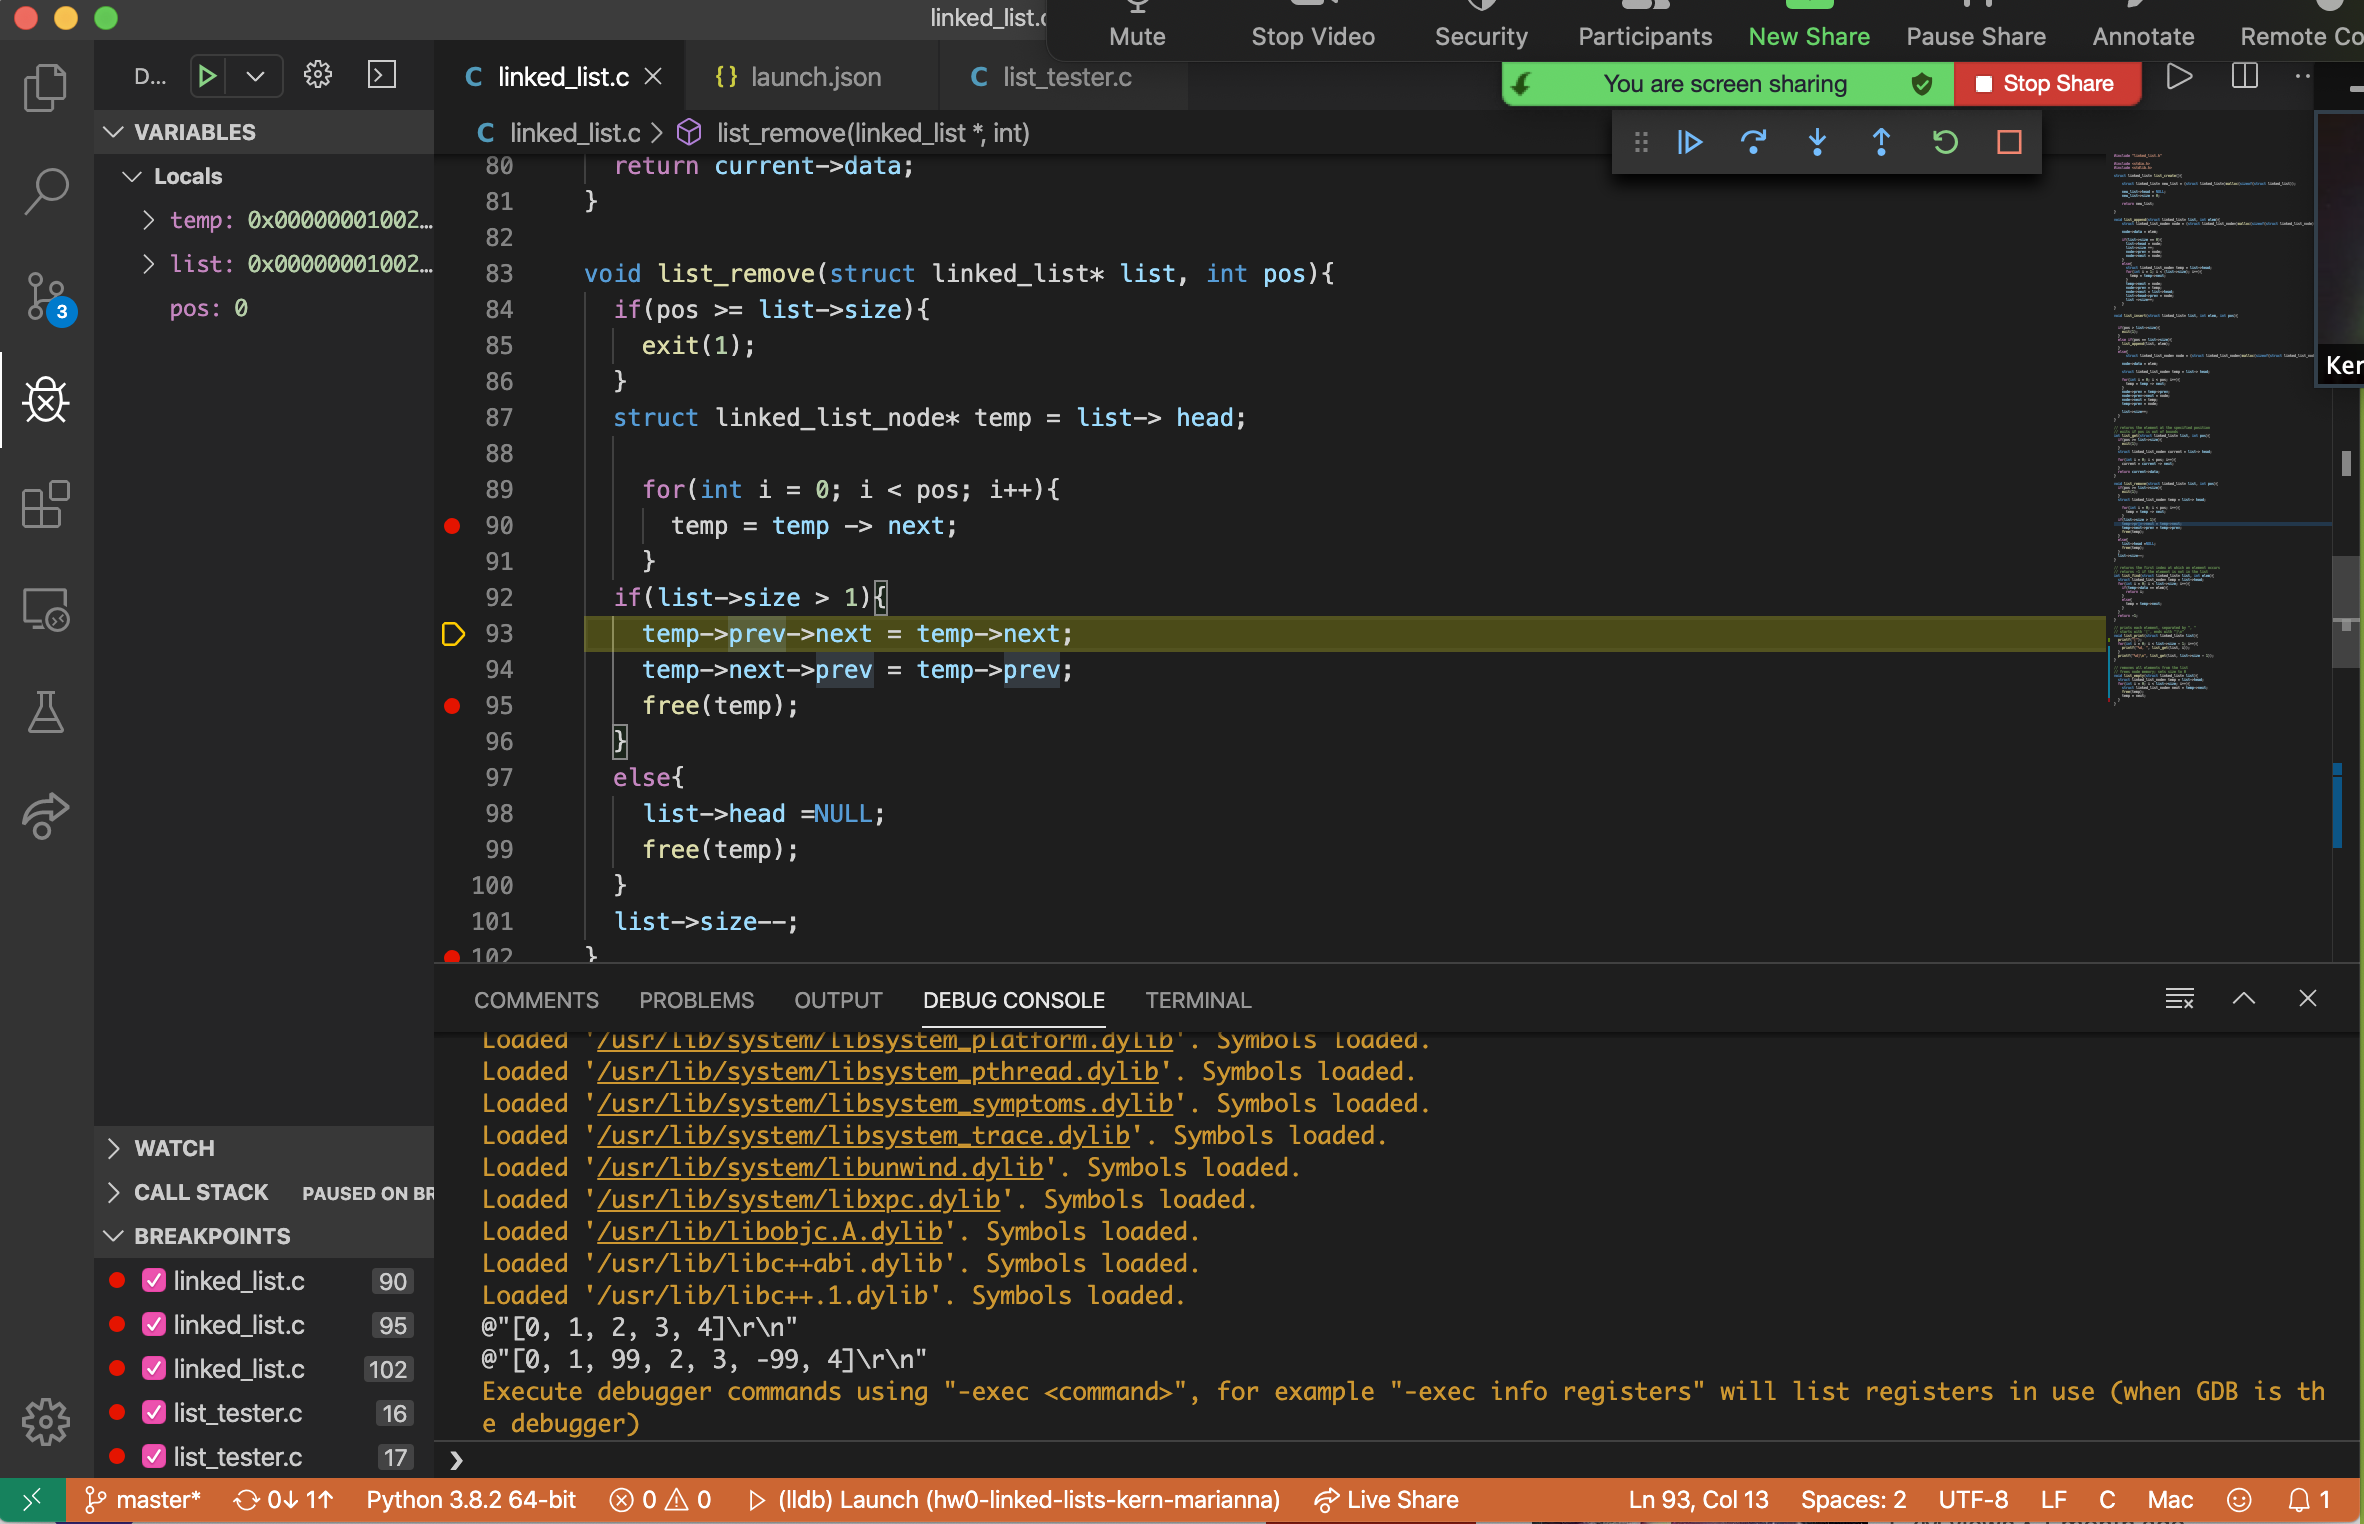 linked_list.c
Mute
Stop Video
Security
Participants
New Share
Pause Share
Annotate
Remote Co
You are screen sharing
Stop Share
D...
linked_list.c
{} launch.json
C list_tester.c
C linked_list.c > list_remove(linked_list *, int)
Ker
VARIABLES
Locals
temp: 0x00000001002…
list: 0x00000001002…
pos: 0
80 return current->data;
81 }
82
83 void list_remove(struct linked_list* list, int pos){
84 if(pos >= list->size){
85 exit(1);
86 }
87 struct linked_list_node* temp = list-> head;
88
89 for(int i = 0; i < pos; i++){
90 temp = temp -> next;
91 }
92 if(list->size > 1){
93 temp->prev->next = temp->next;
94 temp->next->prev = temp->prev;
95 free(temp);
96 }
97 else{
98 list->head =NULL;
99 free(temp);
100 }
101 list->size--;
102 }
3
COMMENTS PROBLEMS OUTPUT DEBUG CONSOLE TERMINAL
Loaded '/usr/lib/system/libsystem_platform.dylib'. Symbols loaded.
Loaded '/usr/lib/system/libsystem_pthread.dylib'. Symbols loaded.
Loaded '/usr/lib/system/libsystem_symptoms.dylib'. Symbols loaded.
Loaded '/usr/lib/system/libsystem_trace.dylib'. Symbols loaded.
Loaded '/usr/lib/system/libunwind.dylib'. Symbols loaded.
Loaded '/usr/lib/system/libxpc.dylib'. Symbols loaded.
Loaded '/usr/lib/libobjc.A.dylib'. Symbols loaded.
Loaded '/usr/lib/libc++abi.dylib'. Symbols loaded.
Loaded '/usr/lib/libc++.1.dylib'. Symbols loaded.
@"[0, 1, 2, 3, 4]\r\n"
@"[0, 1, 99, 2, 3, -99, 4]\r\n"
Execute debugger commands using "-exec <command>", for example "-exec info registers" will list registers in use (when GDB is th
e debugger)
WATCH
CALL STACK PAUSED ON BR
BREAKPOINTS
linked_list.c 90
linked_list.c 95
linked_list.c 102
list_tester.c 16
list_tester.c 17
master* 0↓ 1↑ Python 3.8.2 64-bit 0 0 (lldb) Launch (hw0-linked-lists-kern-marianna) Live Share Ln 93, Col 13 Spaces: 2 UTF-8 LF C Mac 1